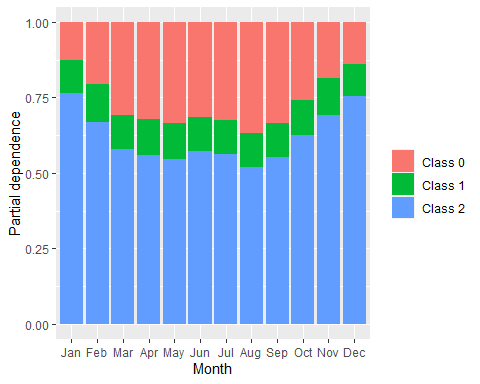 1.00
0.75
0.50
0.25
0.00
Partial dependence
Jan Feb Mar Apr May Jun Jul Aug Sep Oct Nov Dec
Month
Class 0
Class 1
Class 2